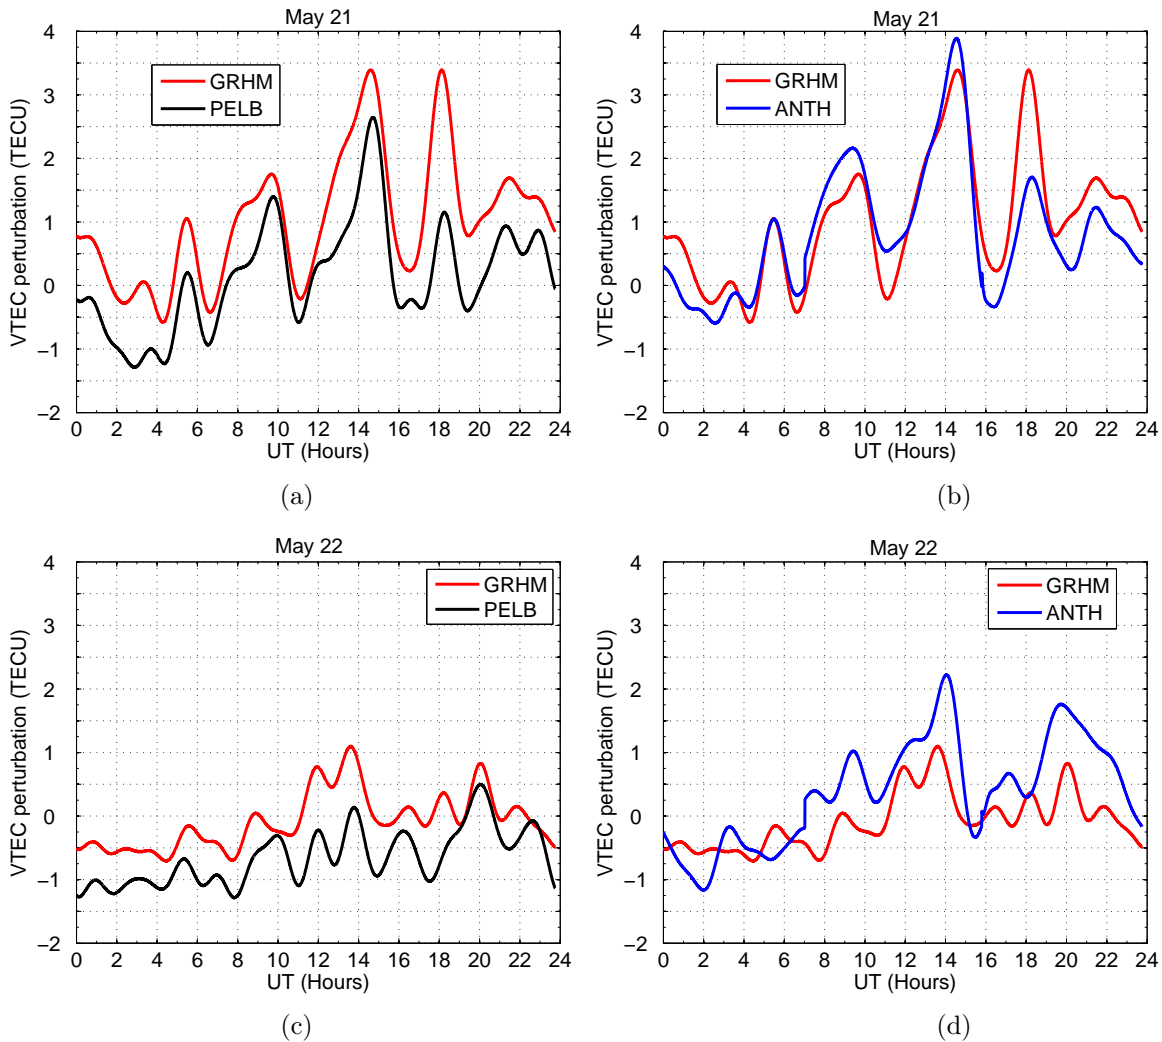 May 21
4
3
2
1
0
−1
−2
VTEC perturbation (TECU)
GRHM
PELB
0 2 4 6 8 10 12 14 16 18 20 22 24
UT (Hours)
(a)
May 21
4
3
2
1
0
−1
−2
VTEC perturbation (TECU)
GRHM
ANTH
0 2 4 6 8 10 12 14 16 18 20 22 24
UT (Hours)
(b)
May 22
4
3
2
1
0
−1
−2
VTEC perturbation (TECU)
GRHM
PELB
0 2 4 6 8 10 12 14 16 18 20 22 24
UT (Hours)
(c)
May 22
4
3
2
1
0
−1
−2
VTEC perturbation (TECU)
GRHM
ANTH
0 2 4 6 8 10 12 14 16 18 20 22 24
UT (Hours)
(d)